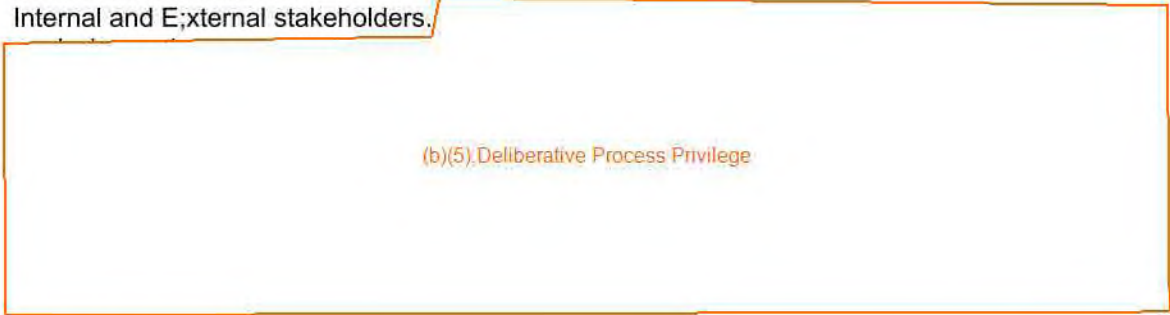 Internal and E;xternal stakeholders.
(b)(5);Deliberative Process Privilege